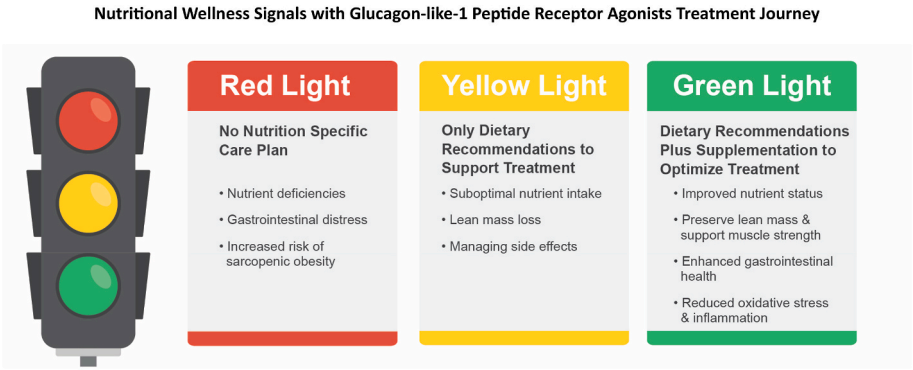 Nutritional Wellness Signals with Glucagon-like-1 Peptide Receptor Agonists Treatment Journey
Red Light
No Nutrition Specific
Care Plan
• Nutrient deficiencies
• Gastrointestinal distress
• Increased risk of
sarcopenic obesity
Yellow Light
Only Dietary
Recommendations to
Support Treatment
• Suboptimal nutrient intake
• Lean mass loss
• Managing side effects
Green Light
Dietary Recommendations
Plus Supplementation to
Optimize Treatment
• Improved nutrient status
• Preserve lean mass &
support muscle strength
• Enhanced gastrointestinal
health
• Reduced oxidative stress
& inflammation